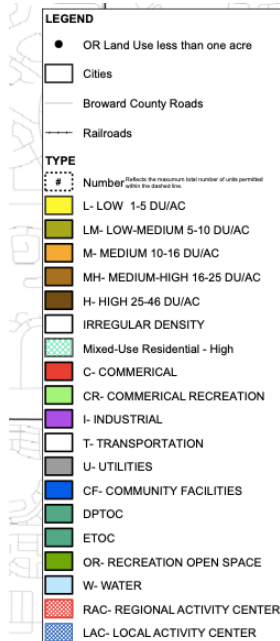 LEGEND
OR Land Use less than one acre
Cities
Broward County Roads
Railroads
TYPE
# Number Reflects the maxumum total number of units permitted
within the dashed line.
L- LOW 1-5 DU/AC
LM- LOW-MEDIUM 5-10 DU/AC
M- MEDIUM 10-16 DU/AC
MH- MEDIUM-HIGH 16-25 DU/AC
H- HIGH 25-46 DU/AC
IRREGULAR DENSITY
Mixed-Use Residential - High
C- COMMERICAL
CR- COMMERICAL RECREATION
I- INDUSTRIAL
T- TRANSPORTATION
U- UTILITIES
CF- COMMUNITY FACILITIES
DPTOC
ETOC
OR- RECREATION OPEN SPACE
W- WATER
RAC- REGIONAL ACTIVITY CENTER
LAC- LOCAL ACTIVITY CENTER